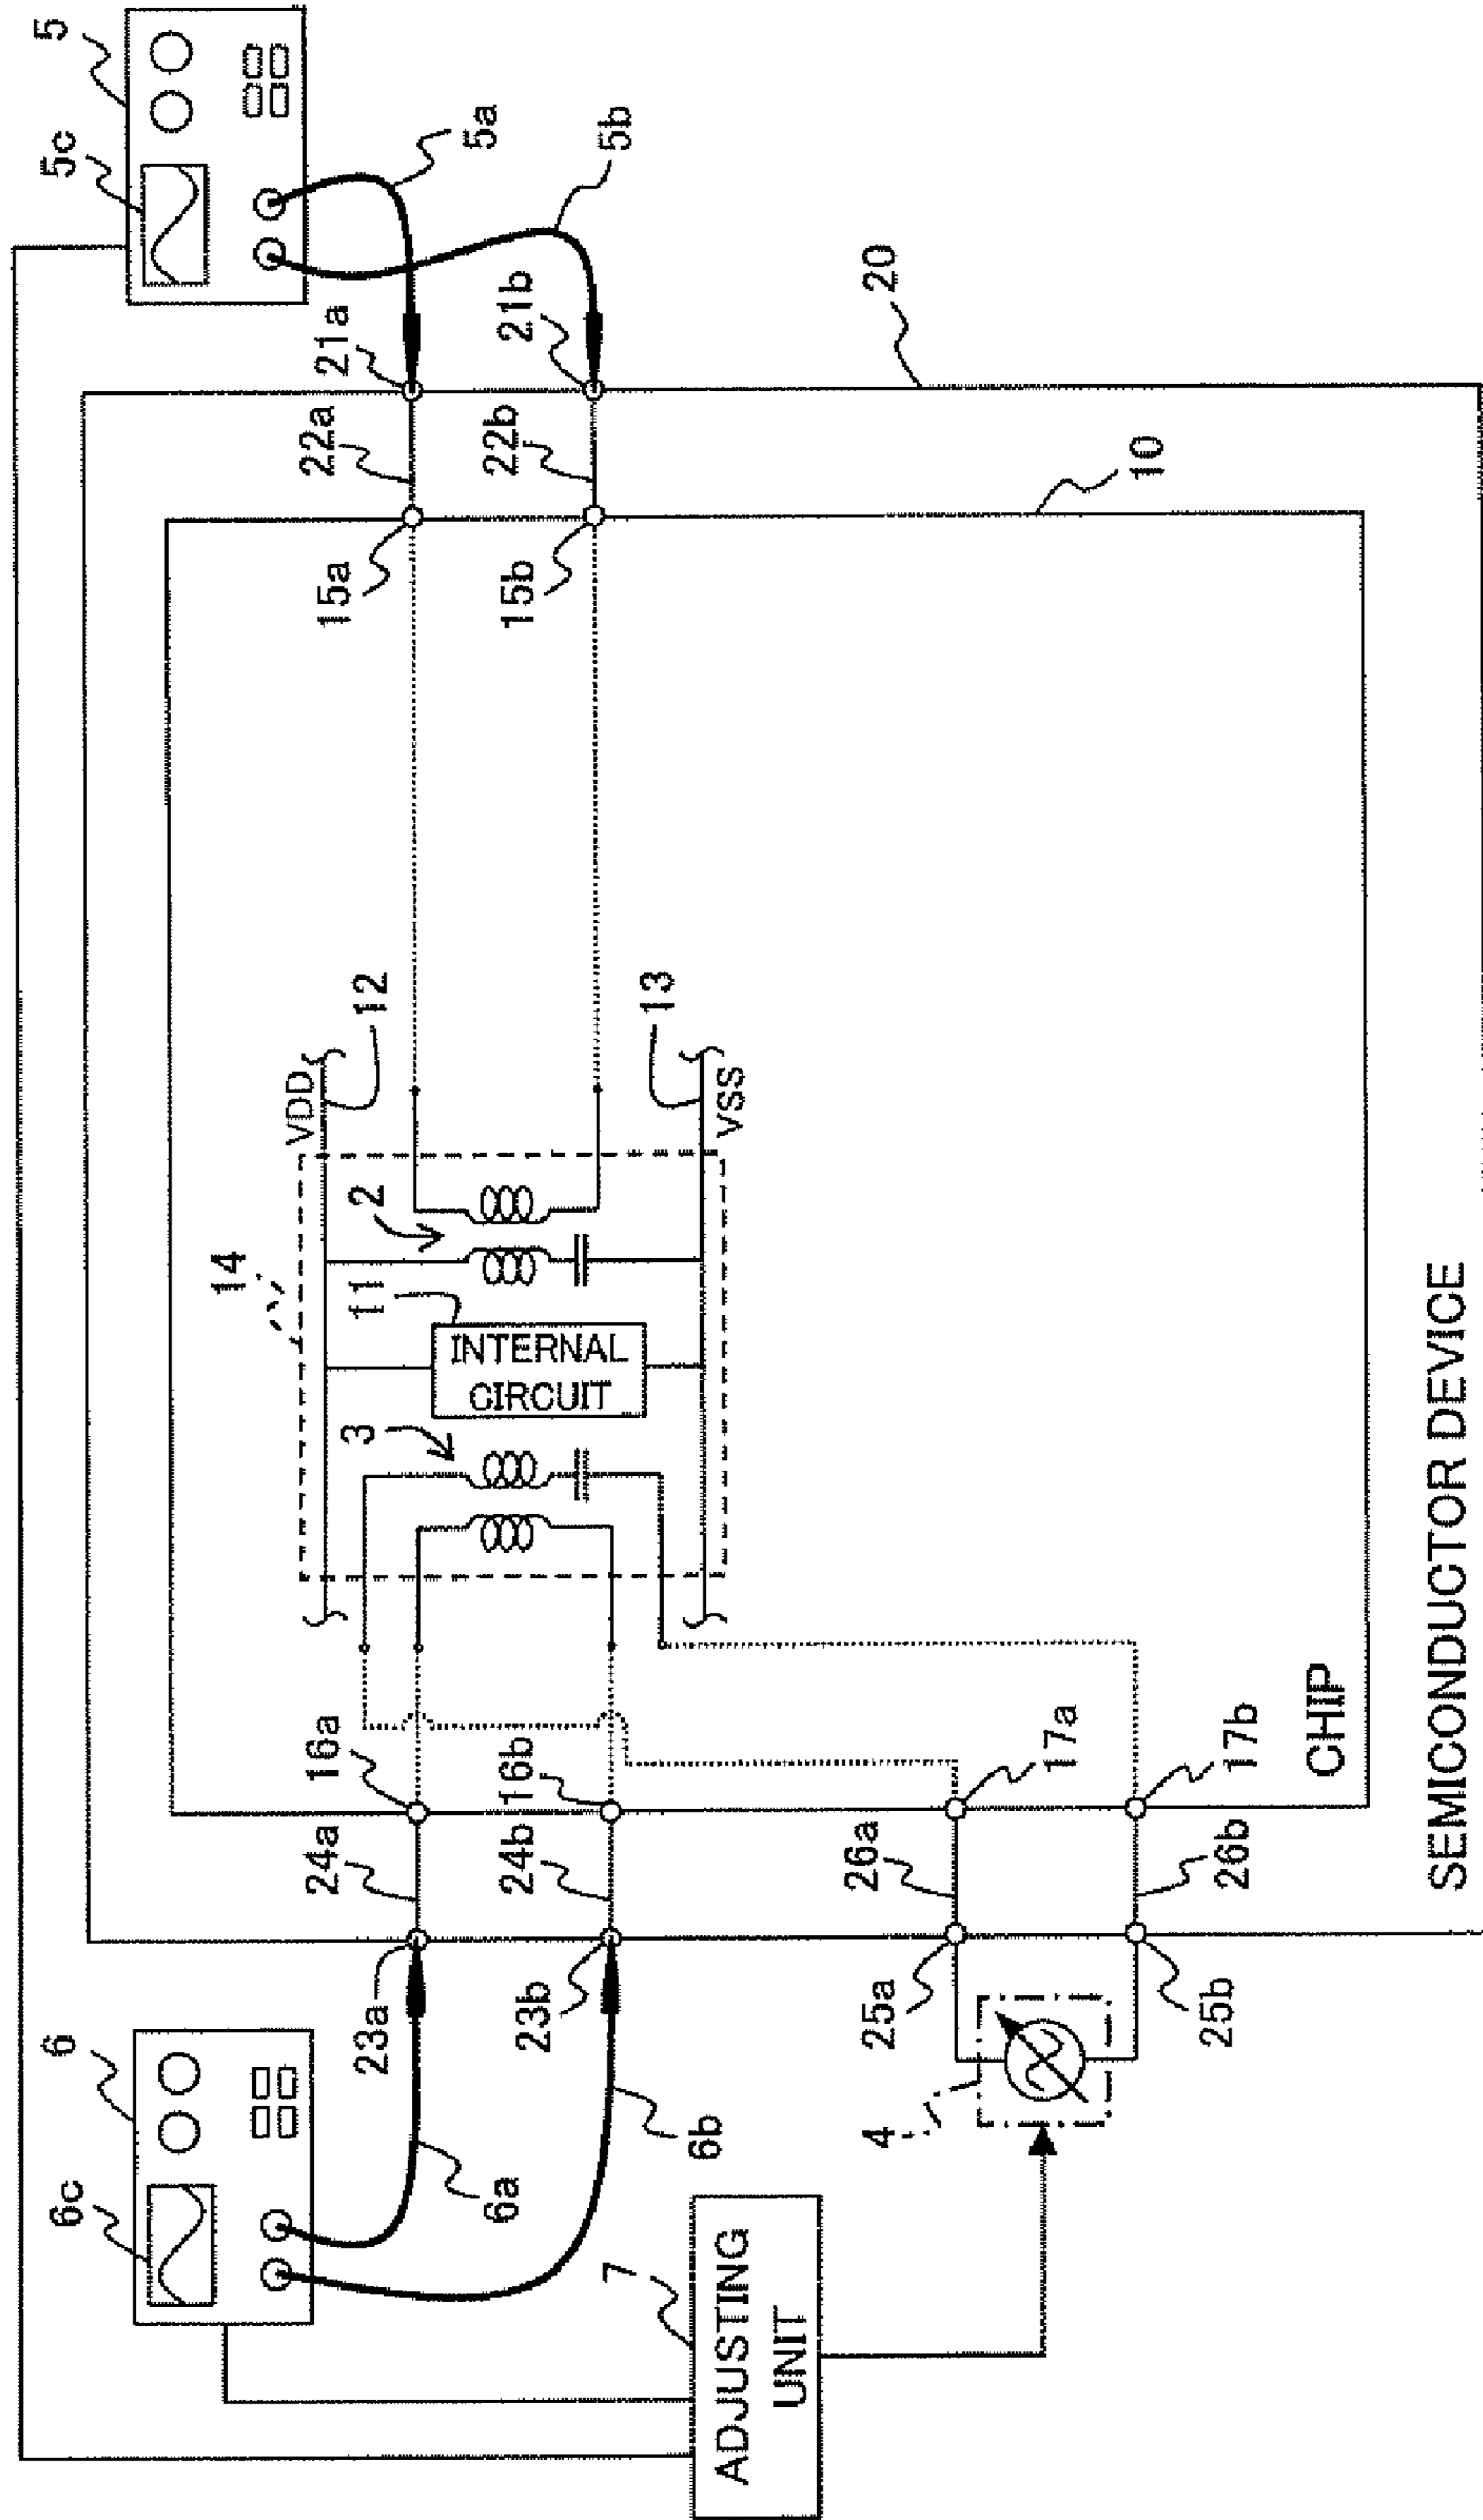 6c
6
5c
5
14
VDD
24a
16a
22a
21a
15a
23a
3
11
2
12
5a
INTERNAL
CIRCUIT
6a
24b
16b
22b
21b
15b
23b
5b
7
13
6b
VSS
ADJUSTING
UNIT
26a
20
4
25a
17a
10
25b
26b
17b
CHIP
SEMICONDUCTOR DEVICE